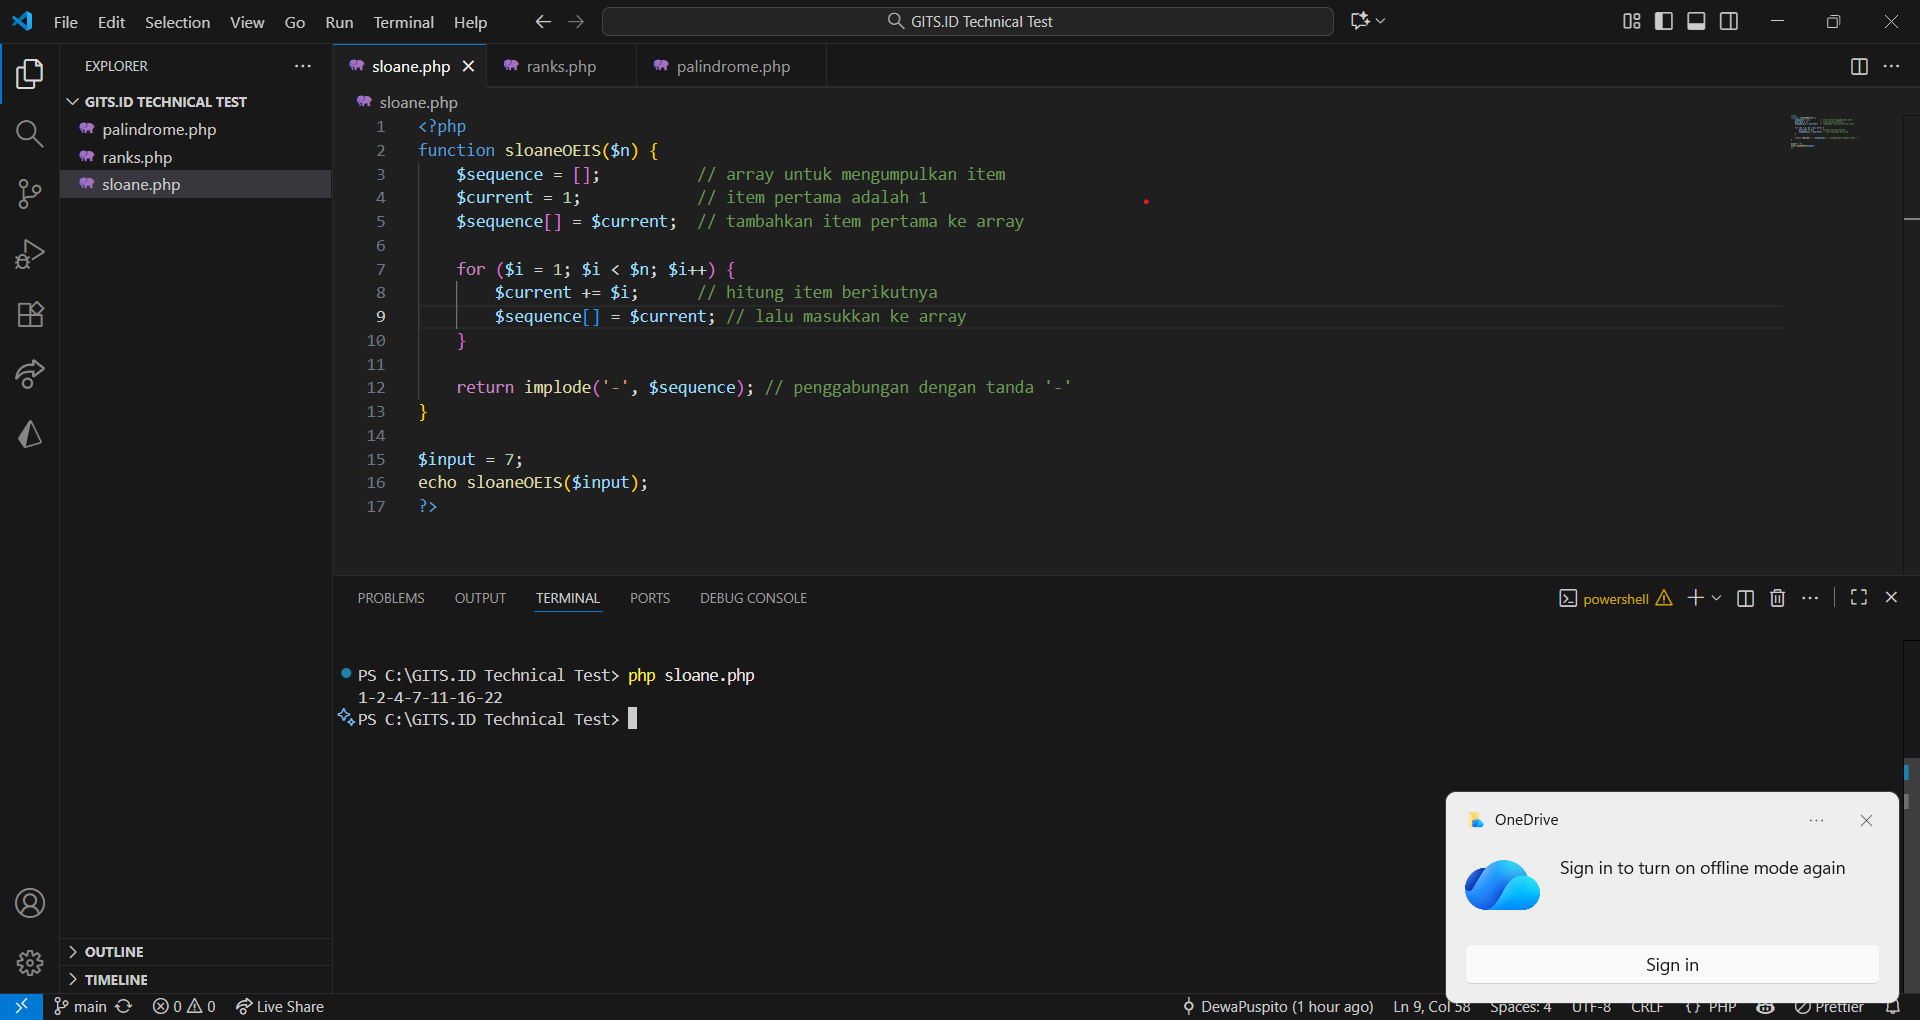 File Edit Selection View Go Run Terminal Help
GITS.ID Technical Test
EXPLORER
GITS.ID TECHNICAL TEST
palindrome.php
ranks.php
sloane.php
OUTLINE
TIMELINE
sloane.php ranks.php palindrome.php
sloane.php
1 <?php
2 function sloaneOEIS($n) {
3 $sequence = []; // array untuk mengumpulkan item
4 $current = 1; // item pertama adalah 1
5 $sequence[] = $current; // tambahkan item pertama ke array
6
7 for ($i = 1; $i < $n; $i++) {
8 $current += $i; // hitung item berikutnya
9 $sequence[] = $current; // lalu masukkan ke array
10 }
11
12 return implode('-', $sequence); // penggabungan dengan tanda '-'
13 }
14
15 $input = 7;
16 echo sloaneOEIS($input);
17 ?>
PROBLEMS OUTPUT TERMINAL PORTS DEBUG CONSOLE
powershell
PS C:\GITS.ID Technical Test> php sloane.php
1-2-4-7-11-16-22
PS C:\GITS.ID Technical Test>
OneDrive
Sign in to turn on offline mode again
Sign in
main 0 0 Live Share
DewaPuspito (1 hour ago) Ln 9, Col 58 Spaces: 4 UTF-8 CRLF {} PHP Prettier